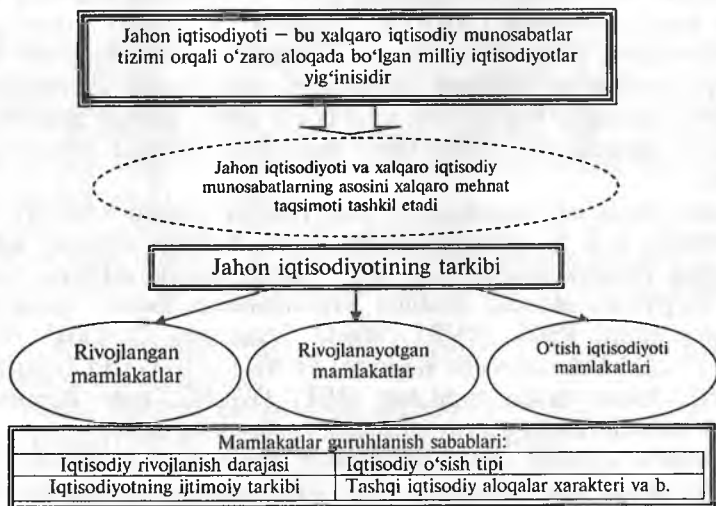 Jahon iqtisodiyoti – bu xalqaro iqtisodiy munosabatlar
tizimi orqali o‘zaro aloqada bo‘lgan milliy iqtisodiyotlar
yig‘inisidir
Jahon iqtisodiyoti va xalqaro iqtisodiy
munosabatlarning asosini xalqaro mehnat
taqsimoti tashkil etadi
Jahon iqtisodiyotining tarkibi
Rivojlangan
mamlakatlar
Rivojlanayotgan
mamlakatlar
O‘tish iqtisodiyoti
mamlakatlari
Mamlakatlar guruhlanish sabablari:
Iqtisodiy rivojlanish darajasi
Iqtisodiy o‘sish tipi
Iqtisodiyotning ijtimoiy tarkibi
Tashqi iqtisodiy aloqalar xarakteri va b.